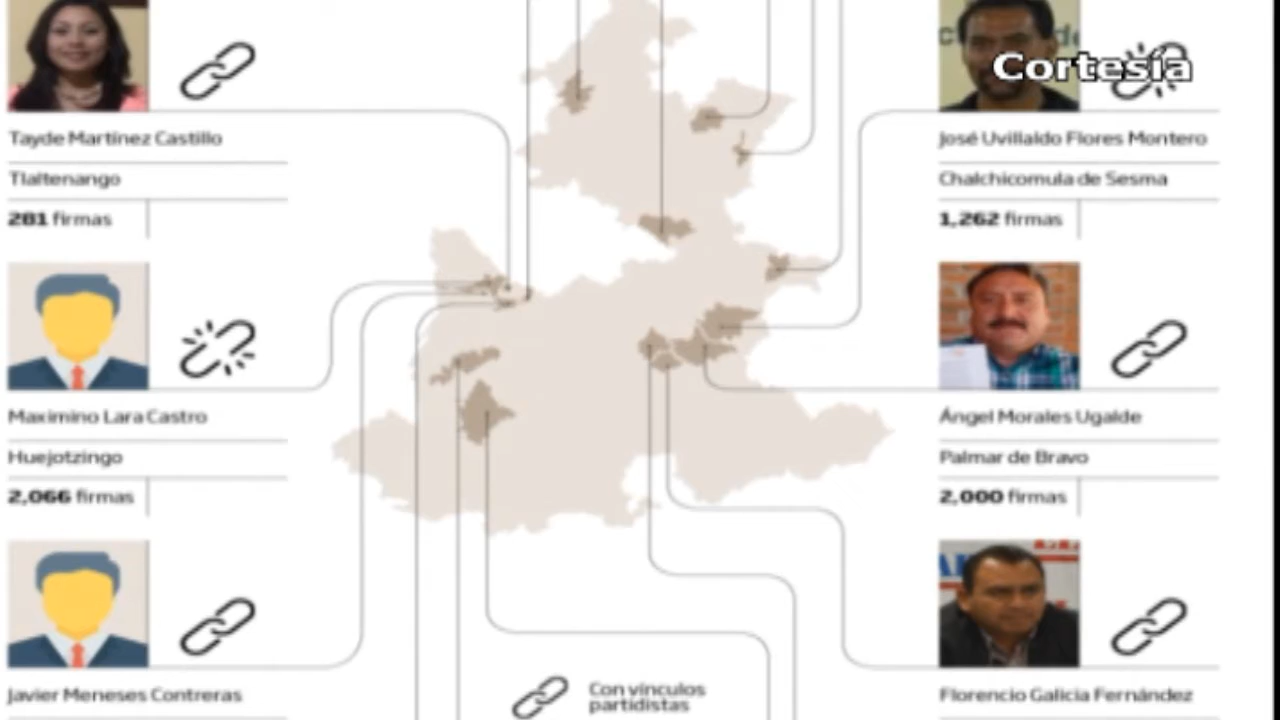 Cortesía
Tayde Martínez Castillo
Tlaltenango
281 firmas
Maximino Lara Castro
Huejotzingo
2,066 firmas
Javier Meneses Contreras
Con vínculos
partidistas
José Uvillaldo Flores Montero
Chalchicomula de Sesma
1,262 firmas
Ángel Morales Ugalde
Palmar de Bravo
2,000 firmas
Florencio Galicia Fernández